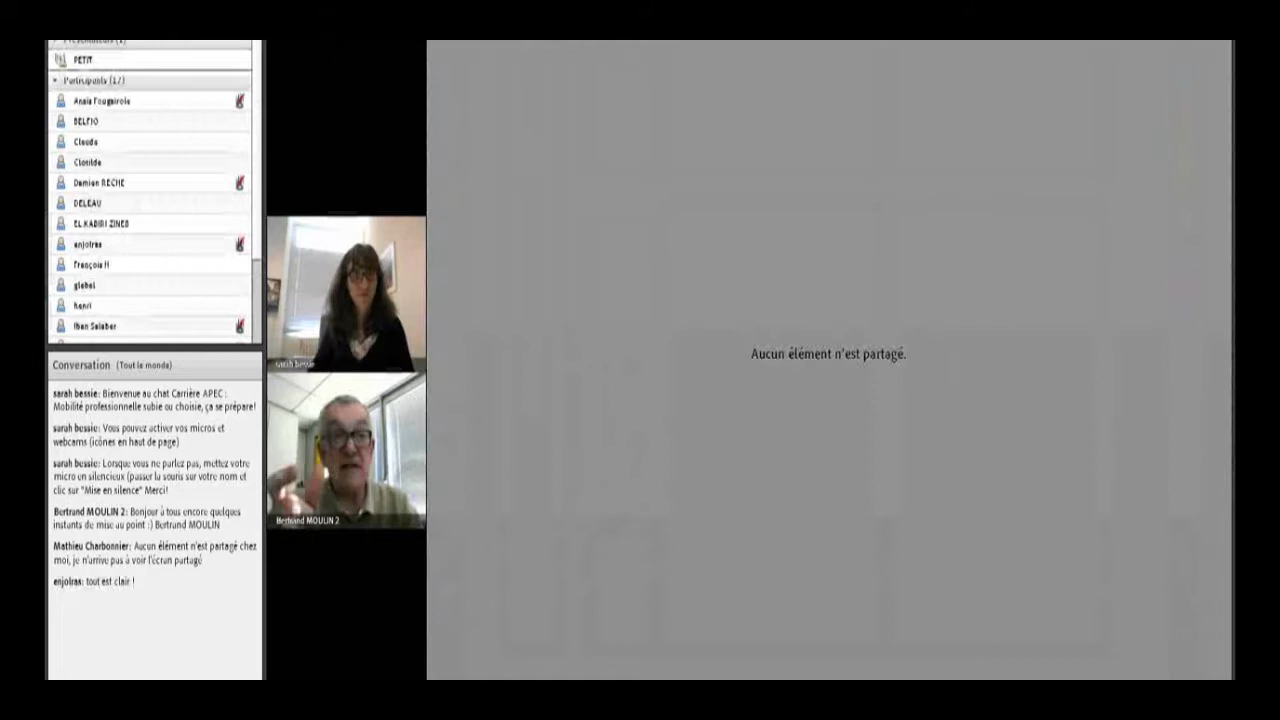 PETIT
Participants (17)
Anais Fougairole
BELFIO
Claude
Clotilde
Damien RECHE
DELEAU
EL KABIRI ZINEB
enjolras
françois H
glebel
henri
Iban Salaber
Conversation (Tout le monde)
sarah bessie: Bienvenue au chat Carrière APEC :
Mobilité professionnelle subie ou choisie, ça se prépare!
sarah bessie: Vous pouvez activer vos micros et
webcams (icônes en haut de page)
sarah bessie: Lorsque vous ne parlez pas, mettez votre
micro en silencieux (passer la souris sur votre nom et
clic sur "Mise en silence" Merci!
Bertrand MOULIN 2: Bonjour à tous encore quelques
instants de mise au point :) Bertrand MOULIN
Mathieu Charbonnier: Aucun élément n'est partagé chez
moi, je n'arrive pas à voir l'écran partagé
enjolras: tout est clair !
sarah bessie
Bertrand MOULIN 2
Aucun élément n'est partagé.